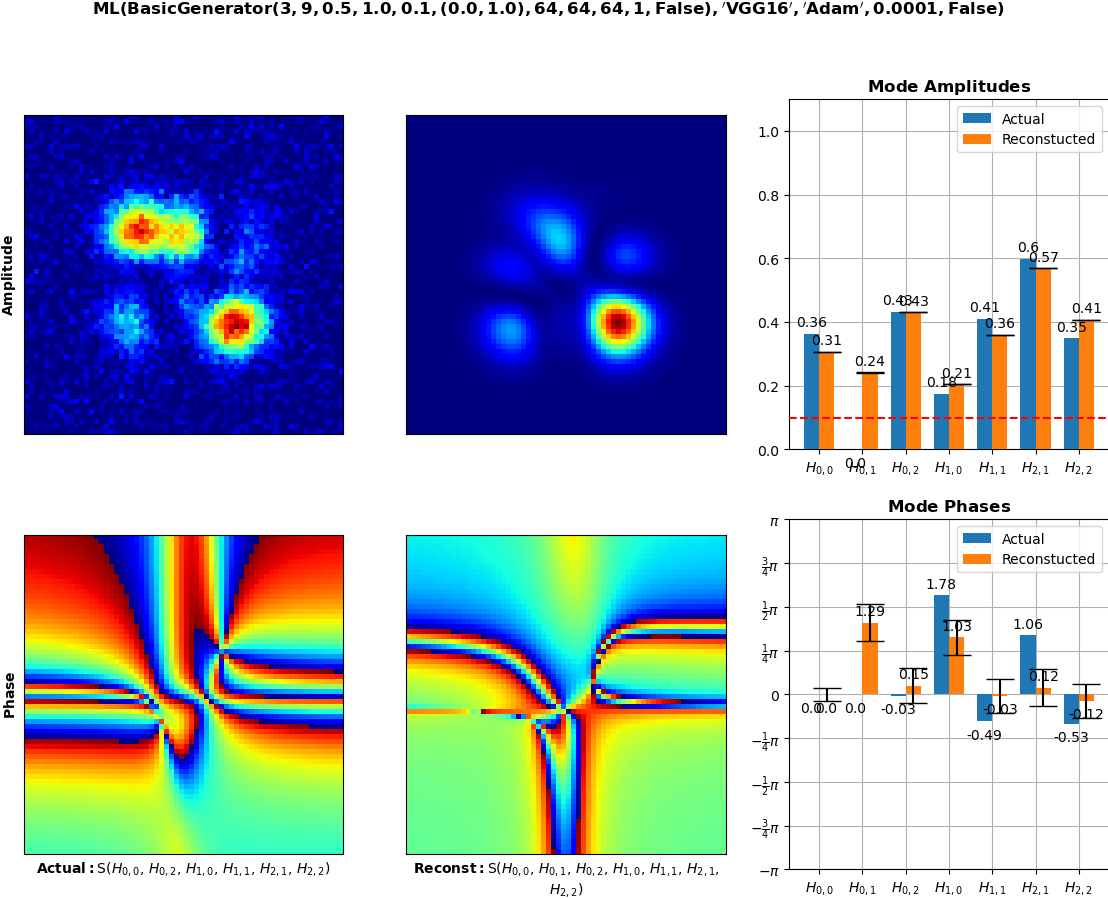 ML(BasicGenerator(3, 9, 0.5, 1.0, 0.1, (0.0, 1.0), 64, 64, 64, 1, False), ′VGG16′, ′Adam′, 0.0001, False)
Amplitude
Mode Amplitudes
Actual
Reconstucted
1.0
0.8
0.6
0.4
0.2
0.0
0.36
0.31
0.0
0.24
0.43
0.43
0.18
0.21
0.41
0.36
0.6
0.57
0.35
0.41
H0,0 H0,1 H0,2 H1,0 H1,1 H2,1 H2,2
Phase
Actual: S(H0,0, H0,2, H1,0, H1,1, H2,1, H2,2)
Reconst: S(H0,0, H0,1, H0,2, H1,0, H1,1, H2,1,
H2,2)
Mode Phases
Actual
Reconstucted
π
3/4π
1/2π
1/4π
0
−1/4π
−1/2π
−3/4π
−π
0.0
0.0
0.0
1.29
-0.03
0.15
1.78
1.03
-0.49
-0.03
1.06
0.12
-0.53
-0.12
H0,0 H0,1 H0,2 H1,0 H1,1 H2,1 H2,2